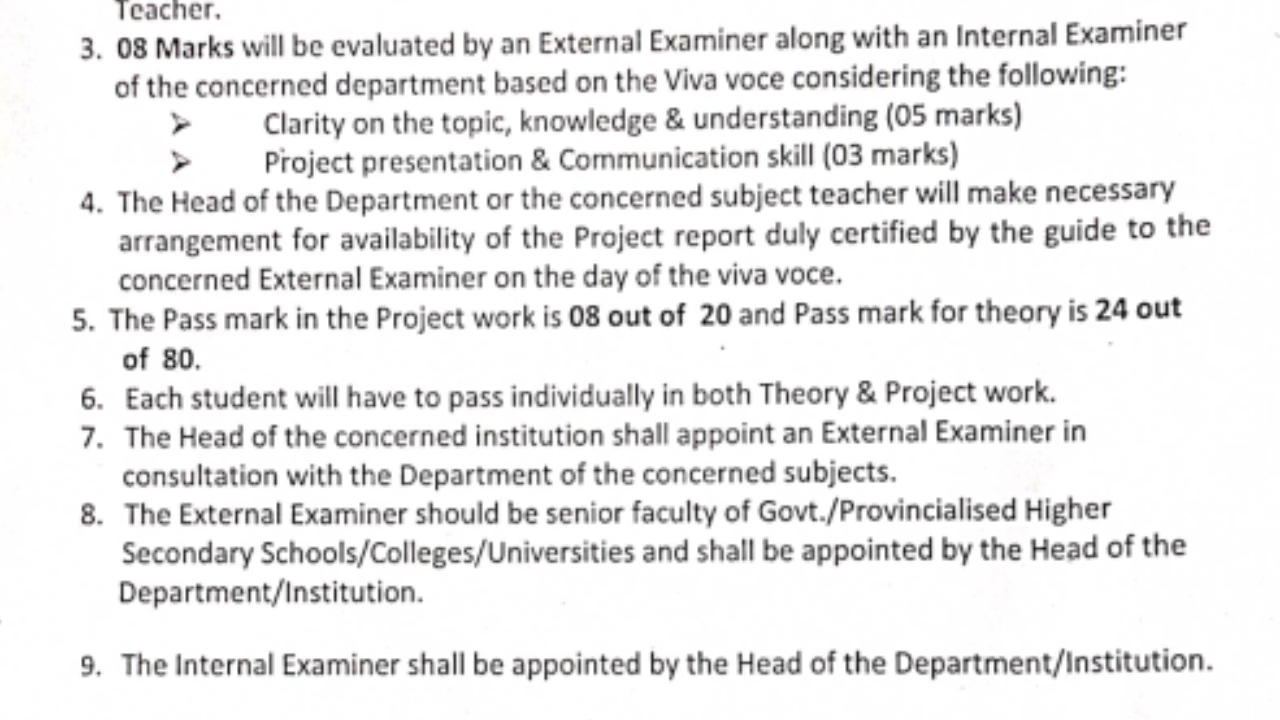 Teacher.
3. 08 Marks will be evaluated by an External Examiner along with an Internal Examiner
of the concerned department based on the Viva voce considering the following:
➢ Clarity on the topic, knowledge & understanding (05 marks)
➢ Project presentation & Communication skill (03 marks)
4. The Head of the Department or the concerned subject teacher will make necessary
arrangement for availability of the Project report duly certified by the guide to the
concerned External Examiner on the day of the viva voce.
5. The Pass mark in the Project work is 08 out of 20 and Pass mark for theory is 24 out
of 80.
6. Each student will have to pass individually in both Theory & Project work.
7. The Head of the concerned institution shall appoint an External Examiner in
consultation with the Department of the concerned subjects.
8. The External Examiner should be senior faculty of Govt./Provincialised Higher
Secondary Schools/Colleges/Universities and shall be appointed by the Head of the
Department/Institution.
9. The Internal Examiner shall be appointed by the Head of the Department/Institution.